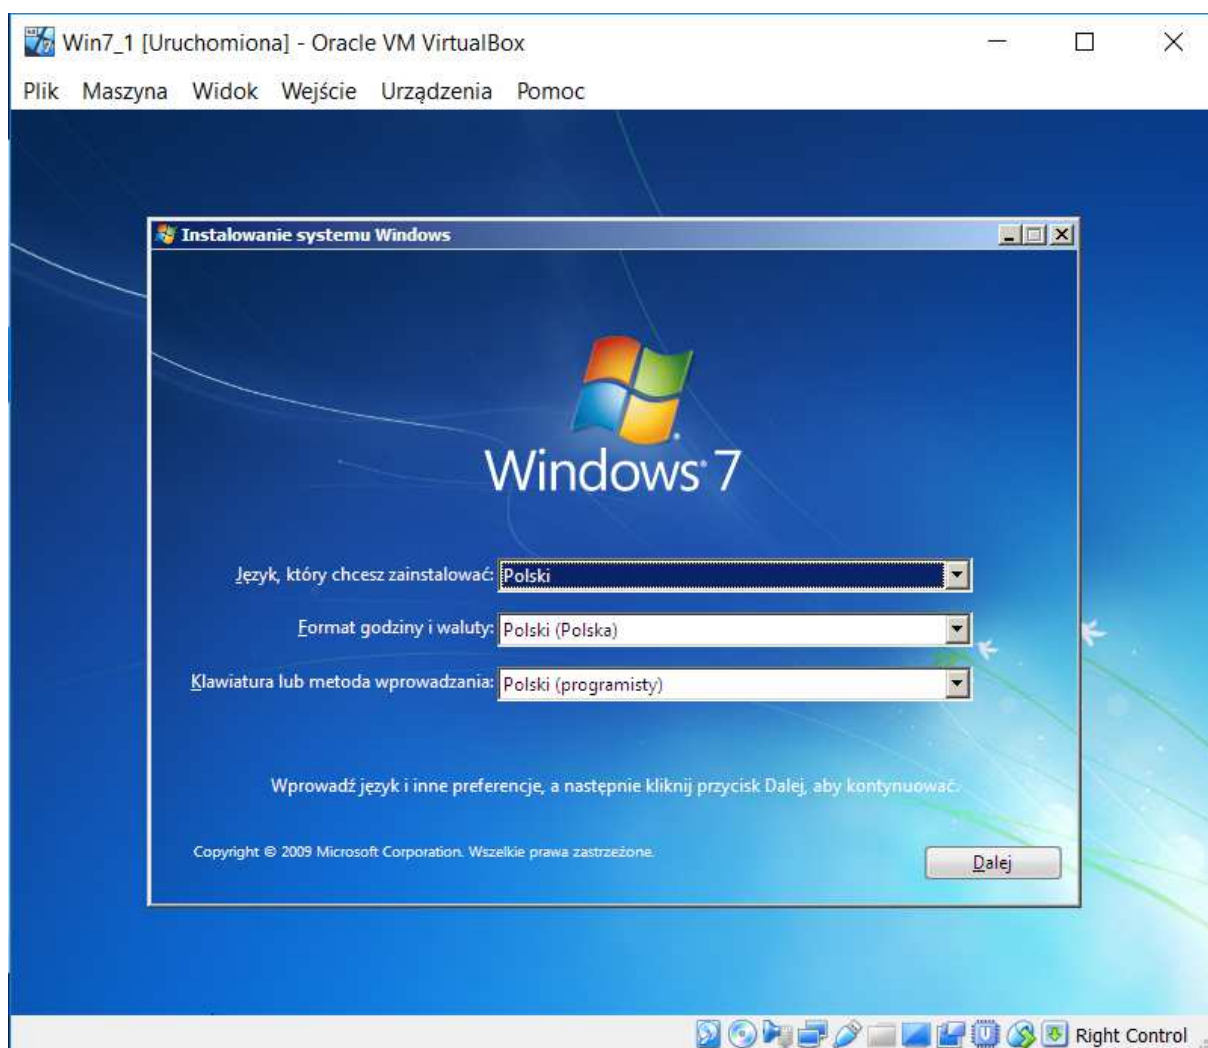 Win7_1 [Uruchomiona] - Oracle VM VirtualBox
Plik Maszyna Widok Wejście Urządzenia Pomoc
Instalowanie systemu Windows
Windows 7
Język, który chcesz zainstalować: Polski
Format godziny i waluty: Polski (Polska)
Klawiatura lub metoda wprowadzania: Polski (programisty)
Wprowadź język i inne preferencje, a następnie kliknij przycisk Dalej, aby kontynuować.
Copyright © 2009 Microsoft Corporation. Wszelkie prawa zastrzeżone.
Dalej
Right Control